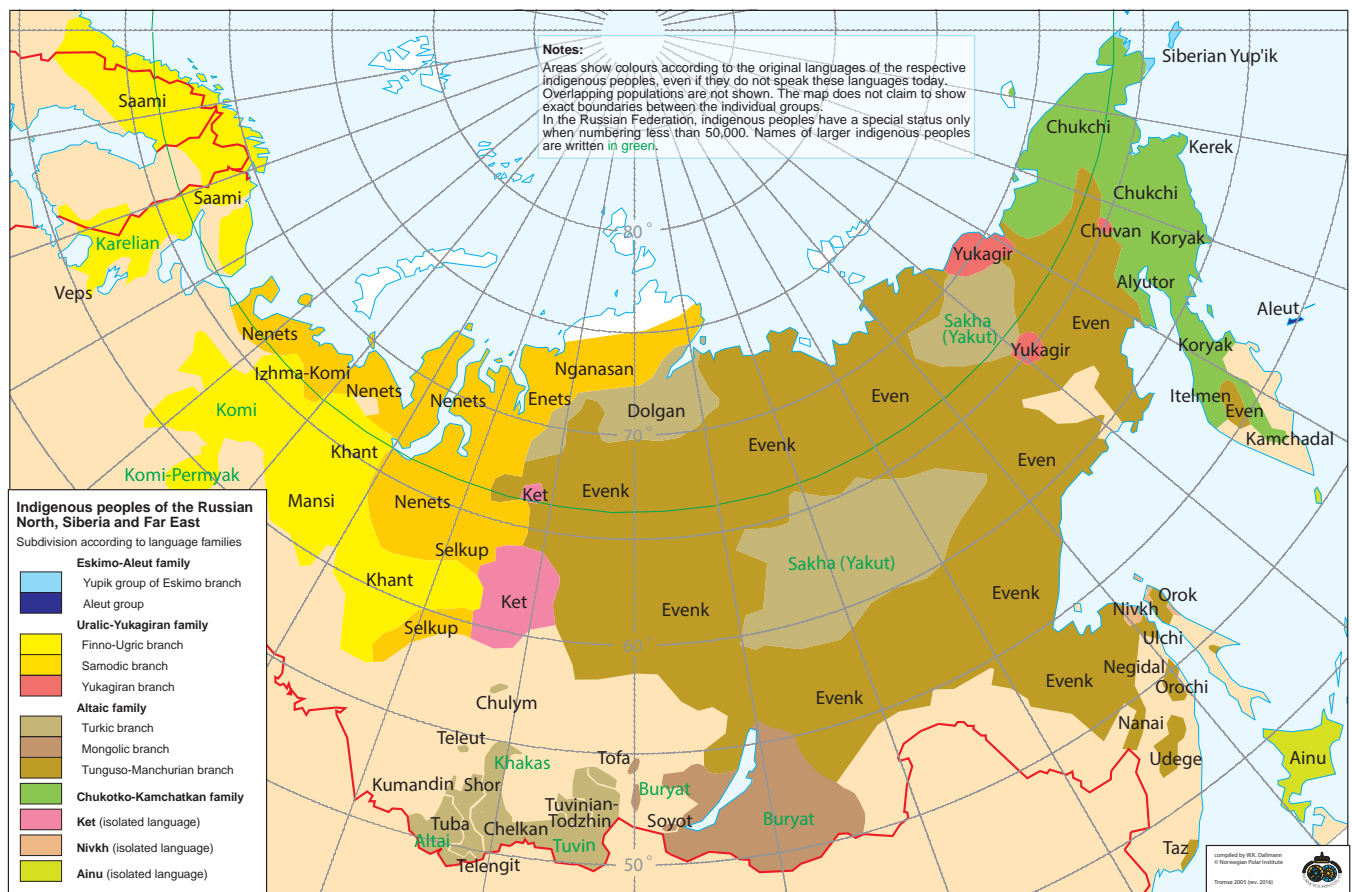 Notes:
Areas show colours according to the original languages of the respective
indigenous peoples, even if they do not speak these languages today.
Overlapping populations are not shown. The map does not claim to show
exact boundaries between the individual groups.
In the Russian Federation, indigenous peoples have a special status only
when numbering less than 50,000. Names of larger indigenous peoples
are written in green.
Siberian Yup'ik
Saami
Chukchi
Kerek
Saami
Chukchi
Karelian
80°
Chuvan
Koryak
Yukagir
Veps
Alyutor
Aleut
Nenets
Sakha
(Yakut)
Even
Yukagir
Koryak
Izhma-Komi
Nganasan
Nenets
Nenets
Enets
Even
Itelmen
Komi
Dolgan
Even
70°
Evenk
Kamchadal
Khant
Even
Komi-Permyak
Ket
Evenk
Mansi
Nenets
Selkup
Sakha (Yakut)
Khant
Evenk
Orok
Ket
Evenk
Nivkh
Selkup
Ulchi
60°
Negidal
Evenk
Orochi
Evenk
Chulym
Nanai
Teleut
Tofa
Khakas
Udege
Ainu
Kumandin
Shor
Buryat
Tuvinian-
Todzhin
Soyot
Buryat
Tuba
Chelkan
Altai
Tuvin
Taz
Telengit
50°
Indigenous peoples of the Russian
North, Siberia and Far East
Subdivision according to language families
Eskimo-Aleut family
Yupik group of Eskimo branch
Aleut group
Uralic-Yukagiran family
Finno-Ugric branch
Samodic branch
Yukagiran branch
Altaic family
Turkic branch
Mongolic branch
Tunguso-Manchurian branch
Chukotko-Kamchatkan family
Ket (isolated language)
Nivkh (isolated language)
Ainu (isolated language)
compiled by W.K. Dallmann
© Norwegian Polar Institute
Tromsø 2005 (rev. 2016)